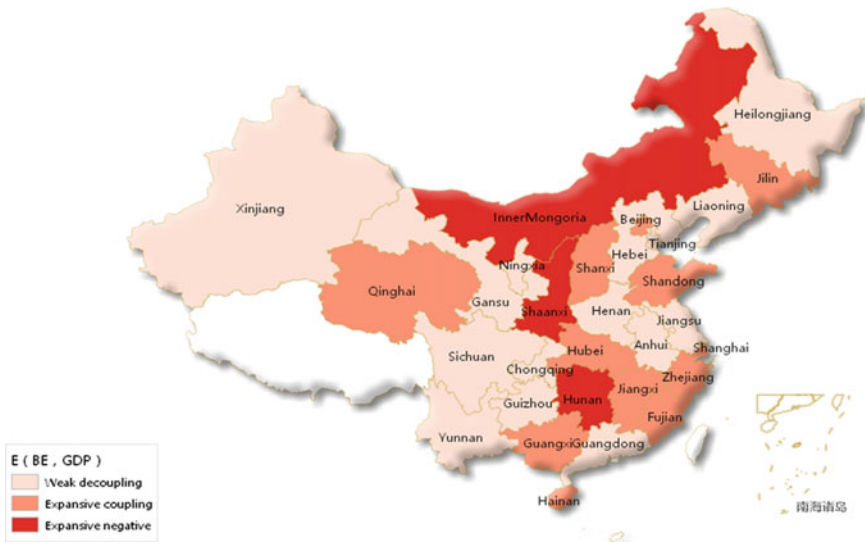 Heilongjiang
Jilin
Liaoning
Xinjiang
InnerMongoria
Beijing
Tianjing
Hebei
Ningxia
Shanxi
Shandong
Qinghai
Gansu
Shaanxi
Henan
Jiangsu
Anhui
Shanghai
Sichuan
Hubei
Chongqing
Zhejiang
Jiangxi
Hunan
Guizhou
Fujian
Yunnan
Guangxi
Guangdong
Hainan
E ( BE , GDP )
Weak decoupling
Expansive coupling
Expansive negative
南海诸岛